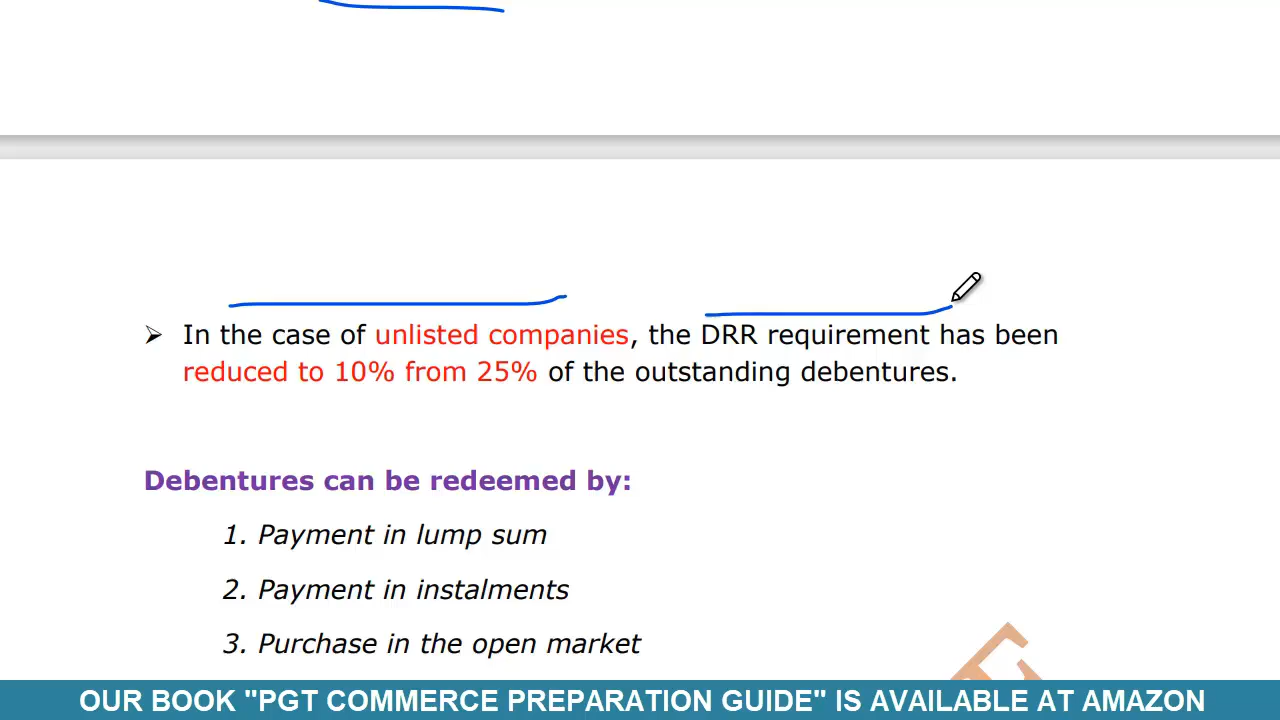 ➢ In the case of unlisted companies, the DRR requirement has been
reduced to 10% from 25% of the outstanding debentures.
Debentures can be redeemed by:
1. Payment in lump sum
2. Payment in instalments
3. Purchase in the open market
OUR BOOK "PGT COMMERCE PREPARATION GUIDE" IS AVAILABLE AT AMAZON